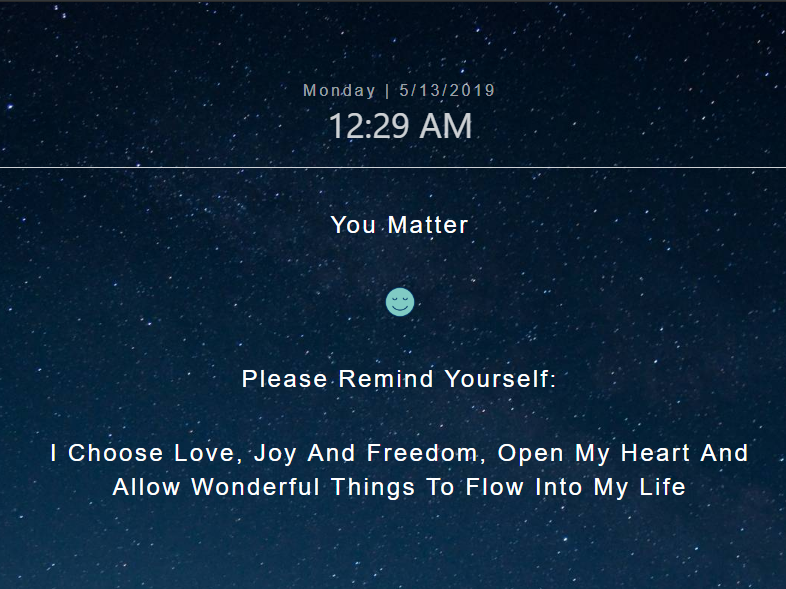 Monday | 5/13/2019
12:29 AM
You Matter
Please Remind Yourself:
I Choose Love, Joy And Freedom, Open My Heart And
Allow Wonderful Things To Flow Into My Life